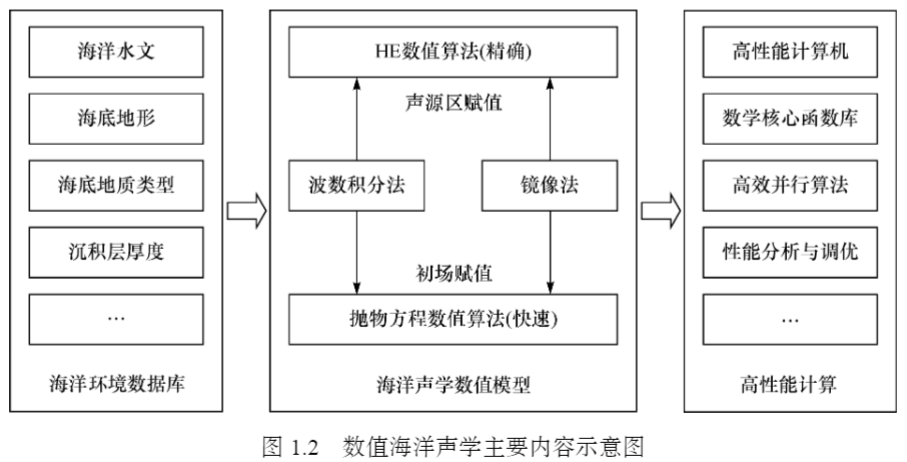 海洋水文
海底地形
海底地质类型
沉积层厚度
…
海洋环境数据库
HE数值算法(精确)
声源区赋值
波数积分法
镜像法
初场赋值
抛物方程数值算法(快速)
海洋声学数值模型
高性能计算机
数学核心函数库
高效并行算法
性能分析与调优
…
高性能计算
图 1.2 数值海洋声学主要内容示意图